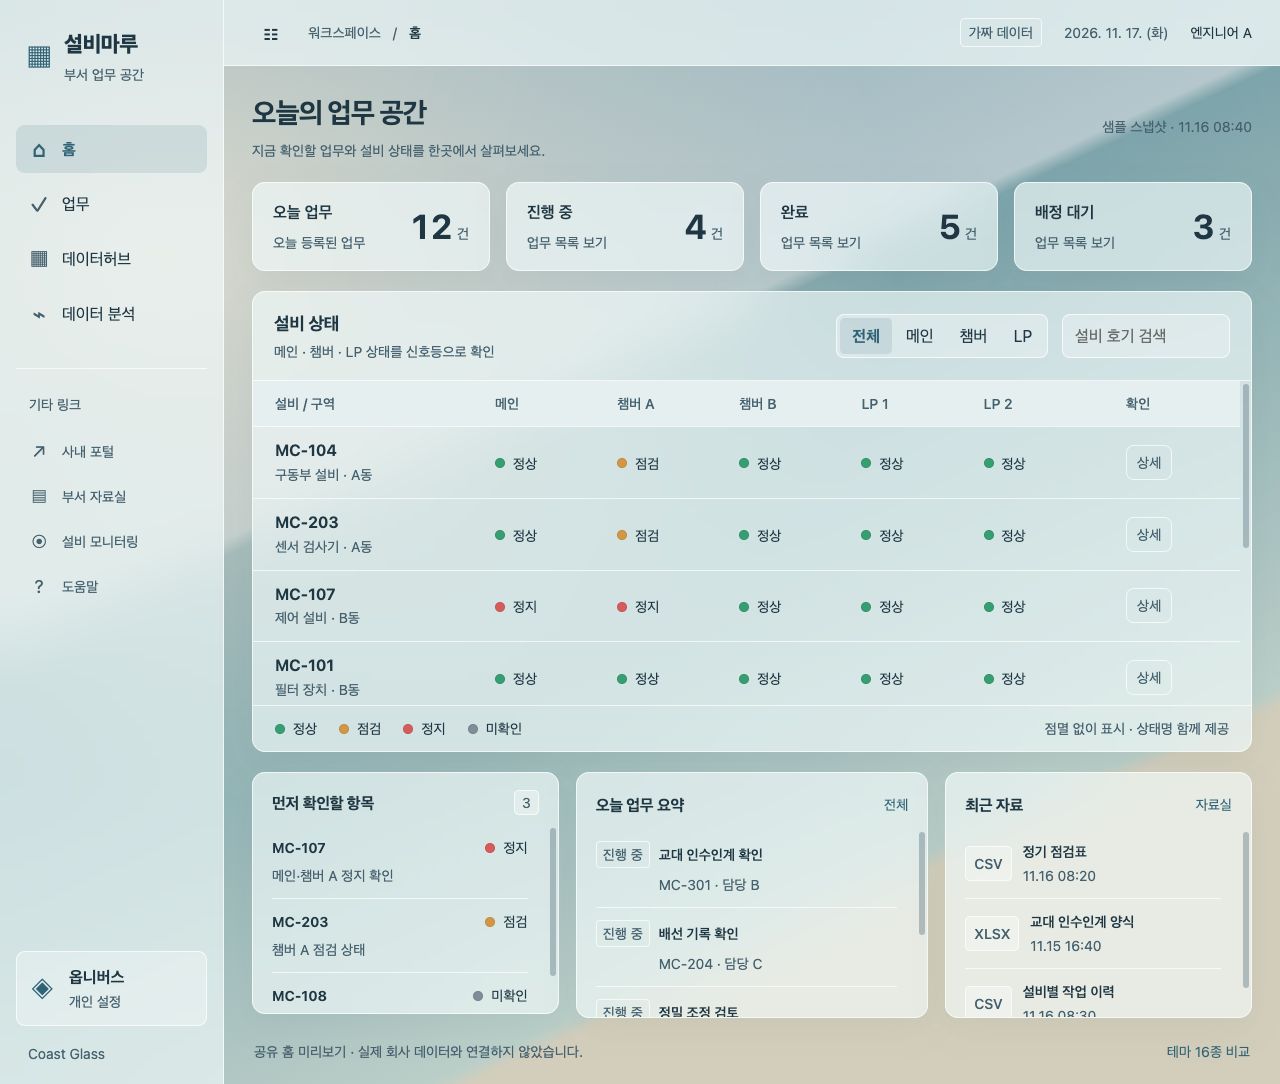 설비마루
부서 업무 공간
홈
업무
데이터허브
데이터 분석
기타 링크
사내 포털
부서 자료실
설비 모니터링
? 도움말
옵니버스
개인 설정
Coast Glass
워크스페이스 / 홈
가짜 데이터
2026. 11. 17. (화)
엔지니어 A
오늘의 업무 공간
지금 확인할 업무와 설비 상태를 한곳에서 살펴보세요.
샘플 스냅샷 · 11.16 08:40
오늘 업무
오늘 등록된 업무
12 건
진행 중
업무 목록 보기
4 건
완료
업무 목록 보기
5 건
배정 대기
업무 목록 보기
3 건
설비 상태
메인 · 챔버 · LP 상태를 신호등으로 확인
전체 메인 챔버 LP
설비 호기 검색
설비 / 구역 메인 챔버 A 챔버 B LP 1 LP 2 확인
MC-104
구동부 설비 · A동
정상 점검 정상 정상 정상 상세
MC-203
센서 검사기 · A동
정상 점검 정상 정상 정상 상세
MC-107
제어 설비 · B동
정지 정지 정상 정상 정상 상세
MC-101
필터 장치 · B동
정상 정상 정상 정상 정상 상세
정상 점검 정지 미확인
점멸 없이 표시 · 상태명 함께 제공
먼저 확인할 항목 3
MC-107 정지
메인·챔버 A 정지 확인
MC-203 점검
챔버 A 점검 상태
MC-108 미확인
오늘 업무 요약 전체
진행 중 교대 인수인계 확인
MC-301 · 담당 B
진행 중 배선 기록 확인
MC-204 · 담당 C
진행 중 정밀 조정 검토
최근 자료 자료실
CSV 정기 점검표
11.16 08:20
XLSX 교대 인수인계 양식
11.15 16:40
CSV 설비별 작업 이력
11.16 08:30
공유 홈 미리보기 · 실제 회사 데이터와 연결하지 않았습니다.
테마 16종 비교